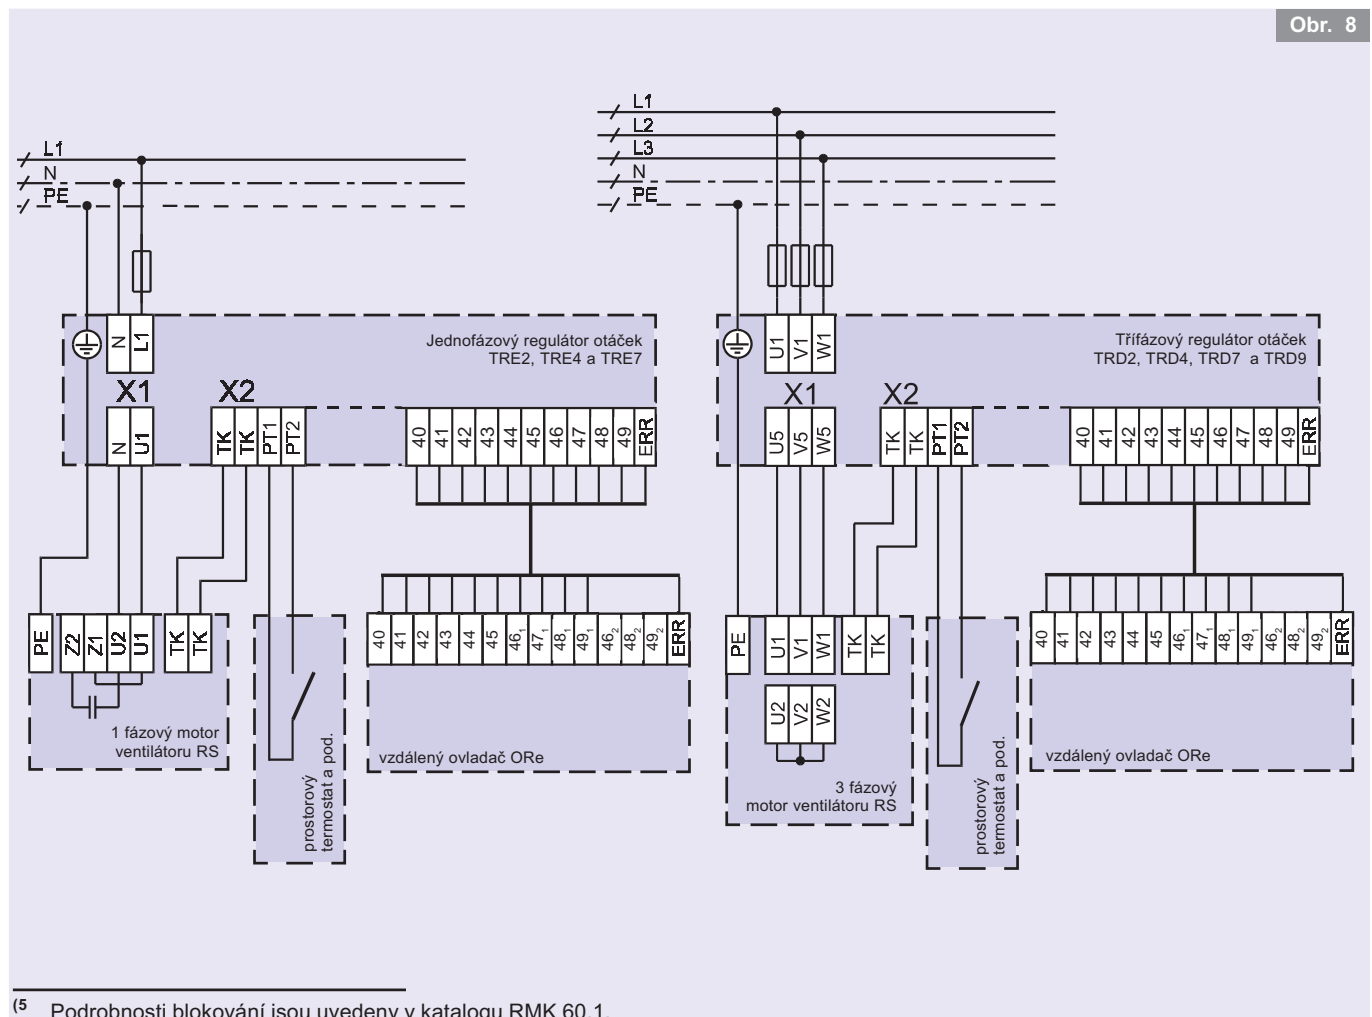 Obr. 8
L1
N
PE
L1
L2
L3
N
PE
N
L1
Jednofázový regulátor otáček
TRE2, TRE4 a TRE7
X1
X2
N
U1
TK
TK
PT1
PT2
40
41
42
43
44
45
46
47
48
49
ERR
U1
V1
W1
Třífázový regulátor otáček
TRD2, TRD4, TRD7 a TRD9
X1
X2
U5
V5
W5
TK
TK
PT1
PT2
40
41
42
43
44
45
46
47
48
49
ERR
PE
Z2
Z1
U2
U1
TK
TK
1 fázový motor
ventilátoru RS
prostorový
termostat a pod.
40
41
42
43
44
45
46₁
47₁
48₁
49₁
46₂
48₂
49₂
ERR
vzdálený ovladač ORe
PE
U1
V1
W1
TK
TK
U2
V2
W2
3 fázový
motor ventilátoru RS
prostorový
termostat a pod.
40
41
42
43
44
45
46₁
47₁
48₁
49₁
46₂
48₂
49₂
ERR
vzdálený ovladač ORe
(5 Podrobnosti blokování jsou uvedeny v katalogu RMK 60.1.